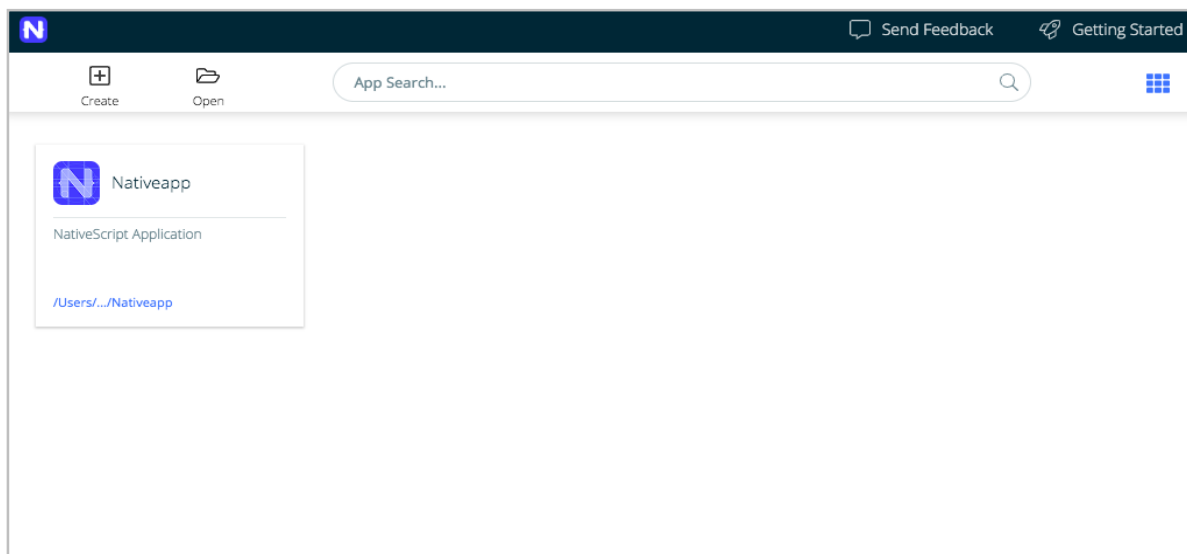 N
Send Feedback
Getting Started
Create
Open
App Search...
N
Nativeapp
NativeScript Application
/Users/.../Nativeapp